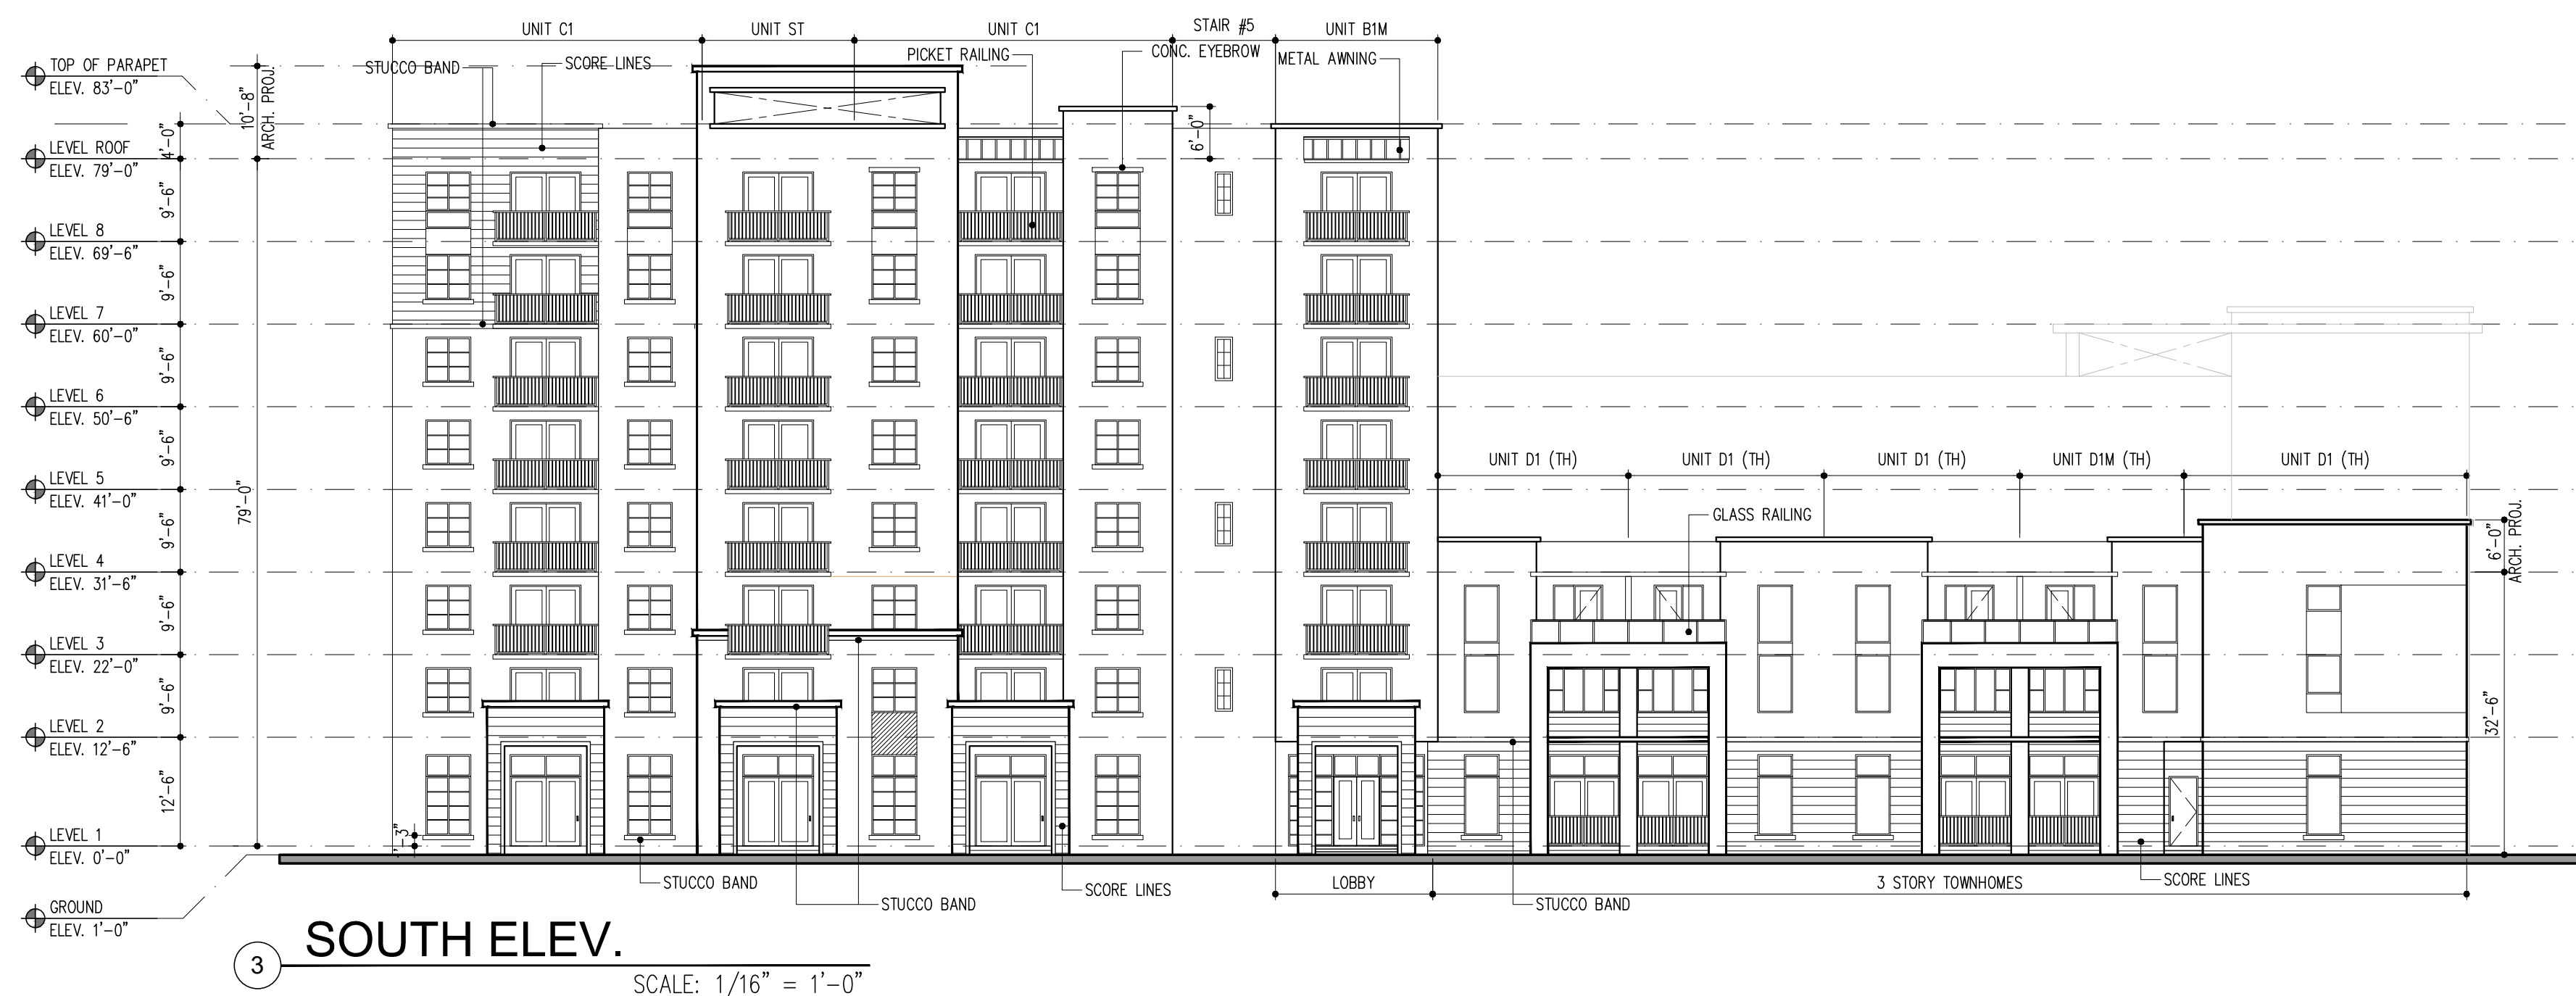 UNIT C1
UNIT ST
UNIT C1
STAIR #5
UNIT B1M
STUCCO BAND
SCORE LINES
PICKET RAILING
CONC. EYEBROW
METAL AWNING
TOP OF PARAPET
ELEV. 83'-0"
LEVEL ROOF
ELEV. 79'-0"
LEVEL 8
ELEV. 69'-6"
LEVEL 7
ELEV. 60'-0"
LEVEL 6
ELEV. 50'-6"
LEVEL 5
ELEV. 41'-0"
LEVEL 4
ELEV. 31'-6"
LEVEL 3
ELEV. 22'-0"
LEVEL 2
ELEV. 12'-6"
LEVEL 1
ELEV. 0'-0"
GROUND
ELEV. 1'-0"
4'-0"
9'-6"
9'-6"
9'-6"
9'-6"
9'-6"
9'-6"
9'-6"
12'-6"
10'-8"
ARCH. PROJ.
79'-0"
6'-0"
UNIT D1 (TH)
UNIT D1 (TH)
UNIT D1 (TH)
UNIT D1M (TH)
UNIT D1 (TH)
GLASS RAILING
6'-0"
ARCH. PROJ.
32'-6"
STUCCO BAND
STUCCO BAND
SCORE LINES
LOBBY
3 STORY TOWNHOMES
STUCCO BAND
SCORE LINES
3
SOUTH ELEV.
SCALE: 1/16" = 1'-0"